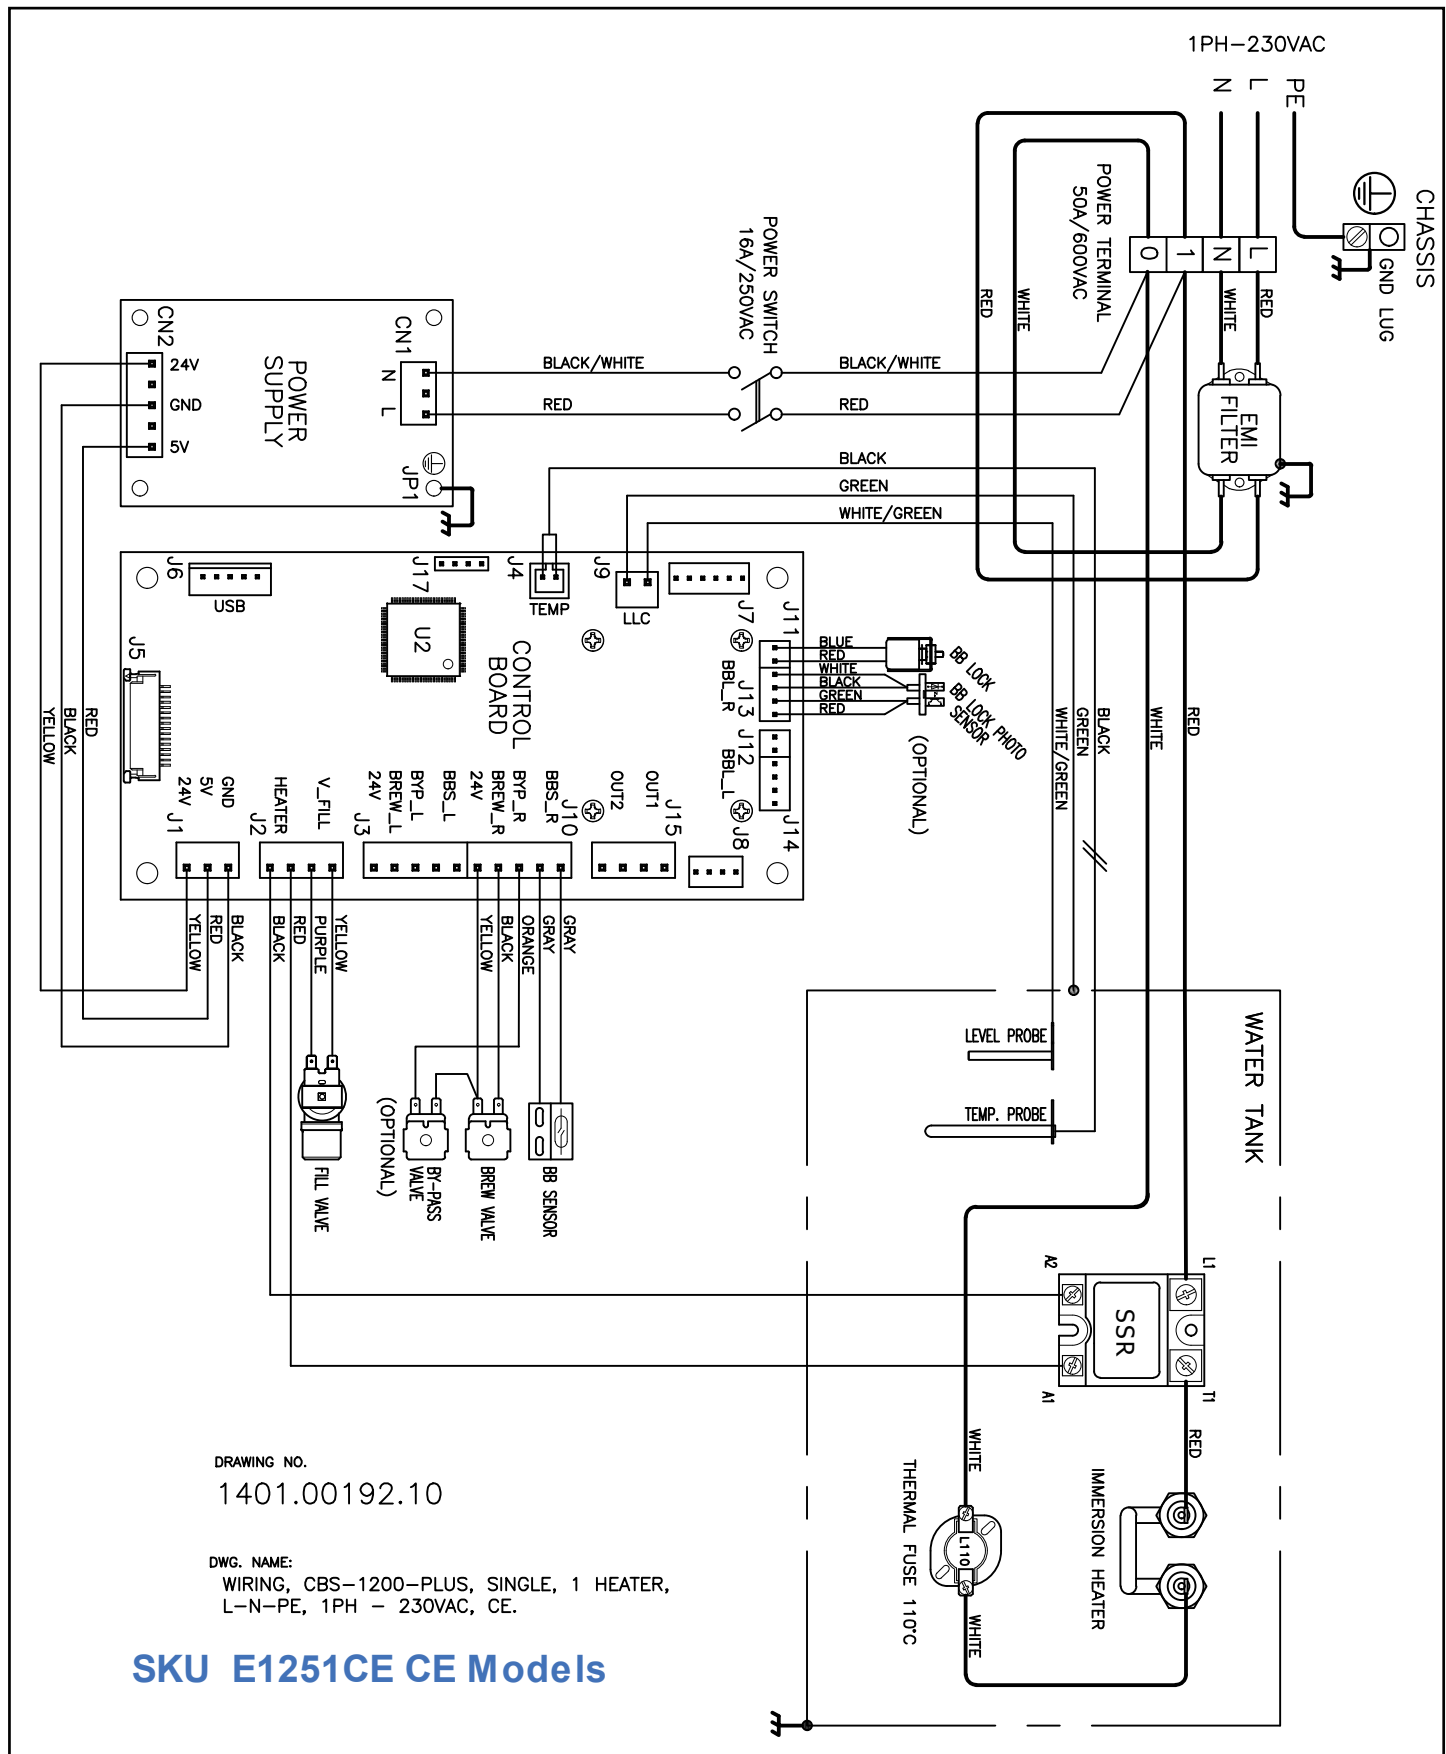 1PH-230VAC
N
L
PE
CHASSIS
GND LUG
POWER TERMINAL
50A/600VAC
0
1
N
L
RED
WHITE
WHITE
RED
EMI
FILTER
POWER SWITCH
16A/250VAC
BLACK/WHITE
BLACK/WHITE
RED
RED
CN2
24V
GND
5V
POWER
SUPPLY
CN1
N
L
JP1
BLACK
GREEN
WHITE/GREEN
J6
USB
J17
J4
TEMP
J9
LLC
J7
J11
U2
CONTROL
BOARD
J5
BBL_R
J13
BLUE
RED
WHITE
BLACK
GREEN
RED
BB LOCK
BB LOCK PHOTO
SENSOR
(OPTIONAL)
J12
BBL_L
J14
J8
YELLOW
BLACK
RED
24V
5V
GND
J1
HEATER
V_FILL
J2
24V
BREW_L
BYP_L
BBS_L
J3
24V
BREW_R
BYP_R
BBS_R
J10
OUT2
OUT1
J15
WHITE/GREEN
GREEN
BLACK
WHITE
RED
YELLOW
RED
BLACK
BLACK
RED
PURPLE
YELLOW
YELLOW
BLACK
ORANGE
GRAY
GRAY
FILL VALVE
(OPTIONAL)
BY-PASS
VALVE
BREW VALVE
BB SENSOR
WATER TANK
LEVEL PROBE
TEMP. PROBE
A2
L1
SSR
A1
T1
WHITE
RED
THERMAL FUSE 110°C
L110
IMMERSION HEATER
WHITE
DRAWING NO.
1401.00192.10
DWG. NAME:
WIRING, CBS-1200-PLUS, SINGLE, 1 HEATER,
L-N-PE, 1PH - 230VAC, CE.
SKU E1251CE CE Models